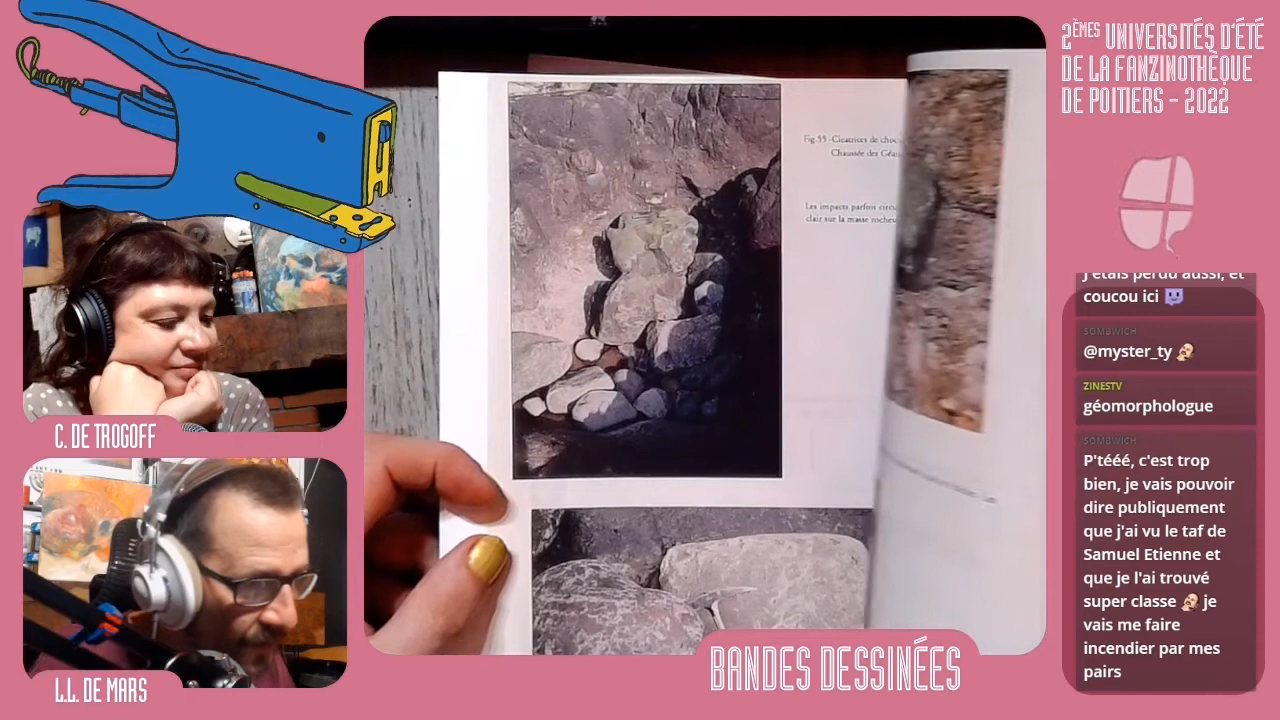 2ÈMES UNIVERSITÉS D'ÉTÉ
DE LA FANZINOTHÈQUE
DE POITIERS - 2022
Fig.55 -Cicatrices de choc
Chaussée des Géa
Les impacts parfois circu
clair sur la masse rocheu
C. DE TROGOFF
L.L. DE MARS
BANDES DESSINÉES
j'étais perdu aussi, et
coucou ici
SOMBWICH
@myster_ty
ZINESTV
géomorphologue
SOMBWICH
P'tééé, c'est trop
bien, je vais pouvoir
dire publiquement
que j'ai vu le taf de
Samuel Etienne et
que je l'ai trouvé
super classe je
vais me faire
incendier par mes
pairs